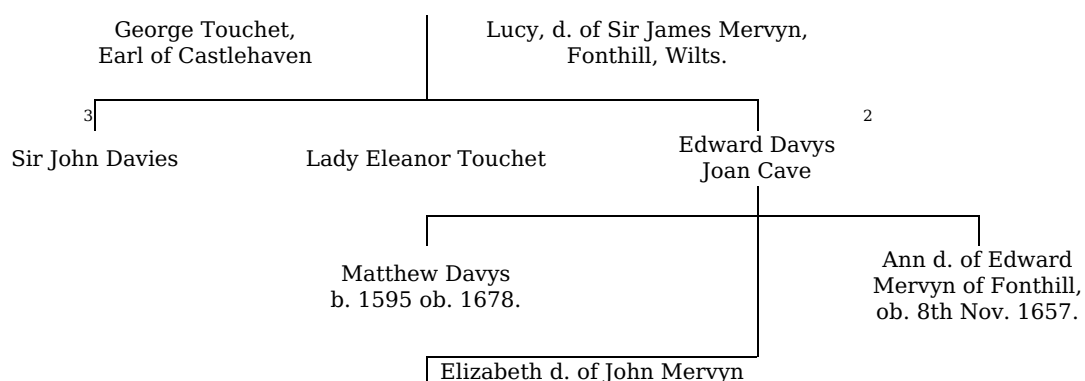 George Touchet,
Earl of Castlehaven
Lucy, d. of Sir James Mervyn,
Fonthill, Wilts.
3
2
Sir John Davies
Lady Eleanor Touchet
Edward Davys
Joan Cave
Matthew Davys
b. 1595 ob. 1678.
Ann d. of Edward
Mervyn of Fonthill,
ob. 8th Nov. 1657.
Elizabeth d. of John Mervyn